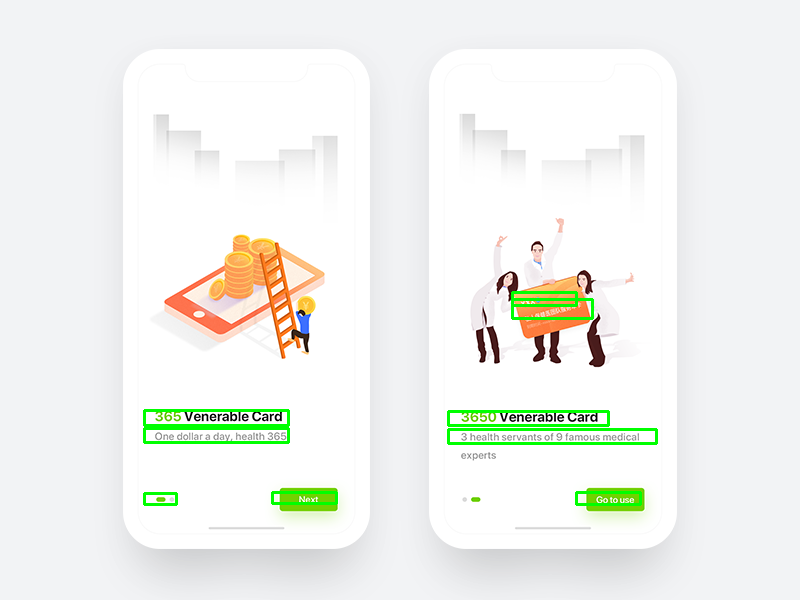 365 Venerable Card
One dollar a day, health 365
Next
3650 Venerable Card
3 health servants of 9 famous medical
experts
Go to use